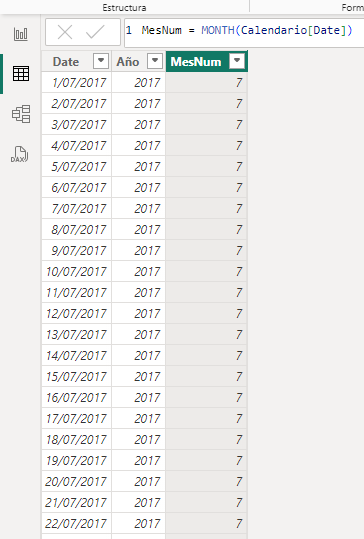 Estructura Form
1 MesNum = MONTH(Calendario[Date])
DAX
Date Año MesNum
1/07/2017 2017 7
2/07/2017 2017 7
3/07/2017 2017 7
4/07/2017 2017 7
5/07/2017 2017 7
6/07/2017 2017 7
7/07/2017 2017 7
8/07/2017 2017 7
9/07/2017 2017 7
10/07/2017 2017 7
11/07/2017 2017 7
12/07/2017 2017 7
13/07/2017 2017 7
14/07/2017 2017 7
15/07/2017 2017 7
16/07/2017 2017 7
17/07/2017 2017 7
18/07/2017 2017 7
19/07/2017 2017 7
20/07/2017 2017 7
21/07/2017 2017 7
22/07/2017 2017 7